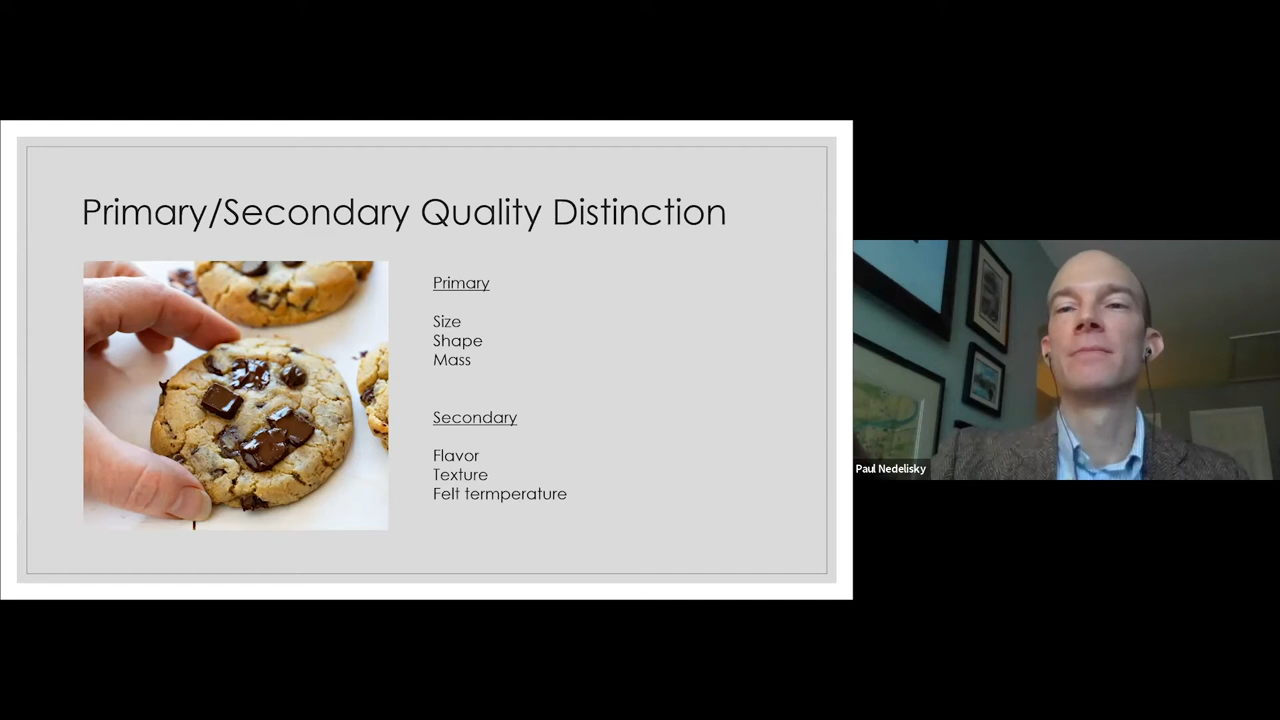 Primary/Secondary Quality Distinction
Primary
Size
Shape
Mass
Secondary
Flavor
Texture
Felt termperature
Paul Nedelisky